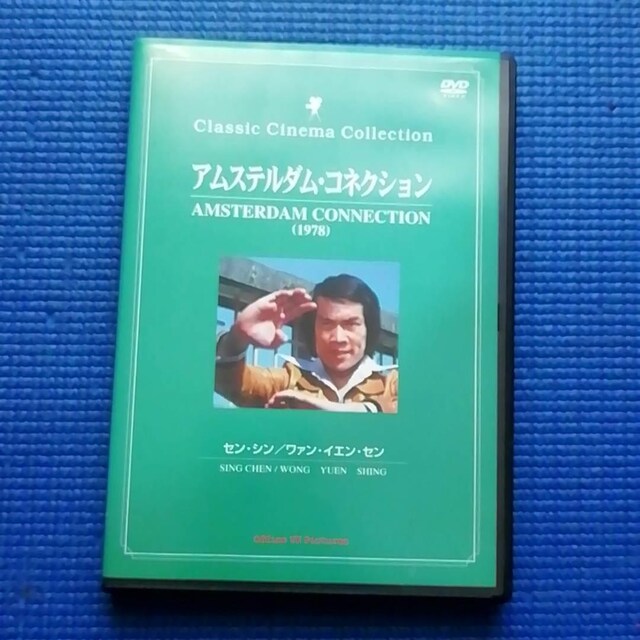 DVD
VIDEO
Classic Cinema Collection
アムステルダム・コネクション
AMSTERDAM CONNECTION
(1978)
セン・シン／ワァン・イエン・セン
SING CHEN / WONG YUEN SHING